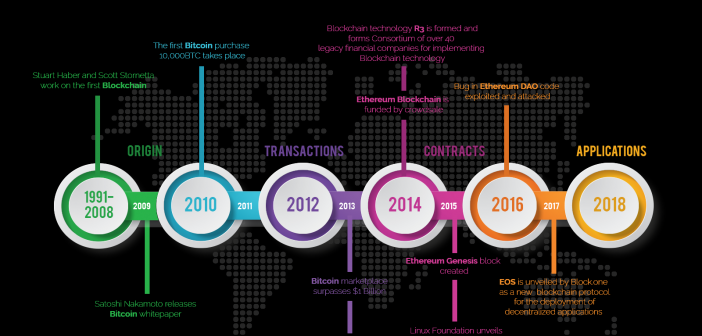 Blockchain technology R3 is formed and
forms Consortium of over 40
legacy financial companies for implementing
Blockchain technology
The first Bitcoin purchase
10,000BTC takes place
Stuart Haber and Scott Stornetta
work on the first Blockchain
Ethereum Blockchain is
funded by crowdsale
Bug in Ethereum DAO code
exploited and attacked
ORIGIN
TRANSACTIONS
CONTRACTS
APPLICATIONS
1991-
2008
2009
2010
2011
2012
2013
2014
2015
2016
2017
2018
Ethereum Genesis block
created
Bitcoin marketplace
surpasses $1 Billion
EOS is unveiled by Block.one
as a new blockchain protocol
for the deployment of
decentralized applications
Satoshi Nakamoto releases
Bitcoin whitepaper
Linux Foundation unveils